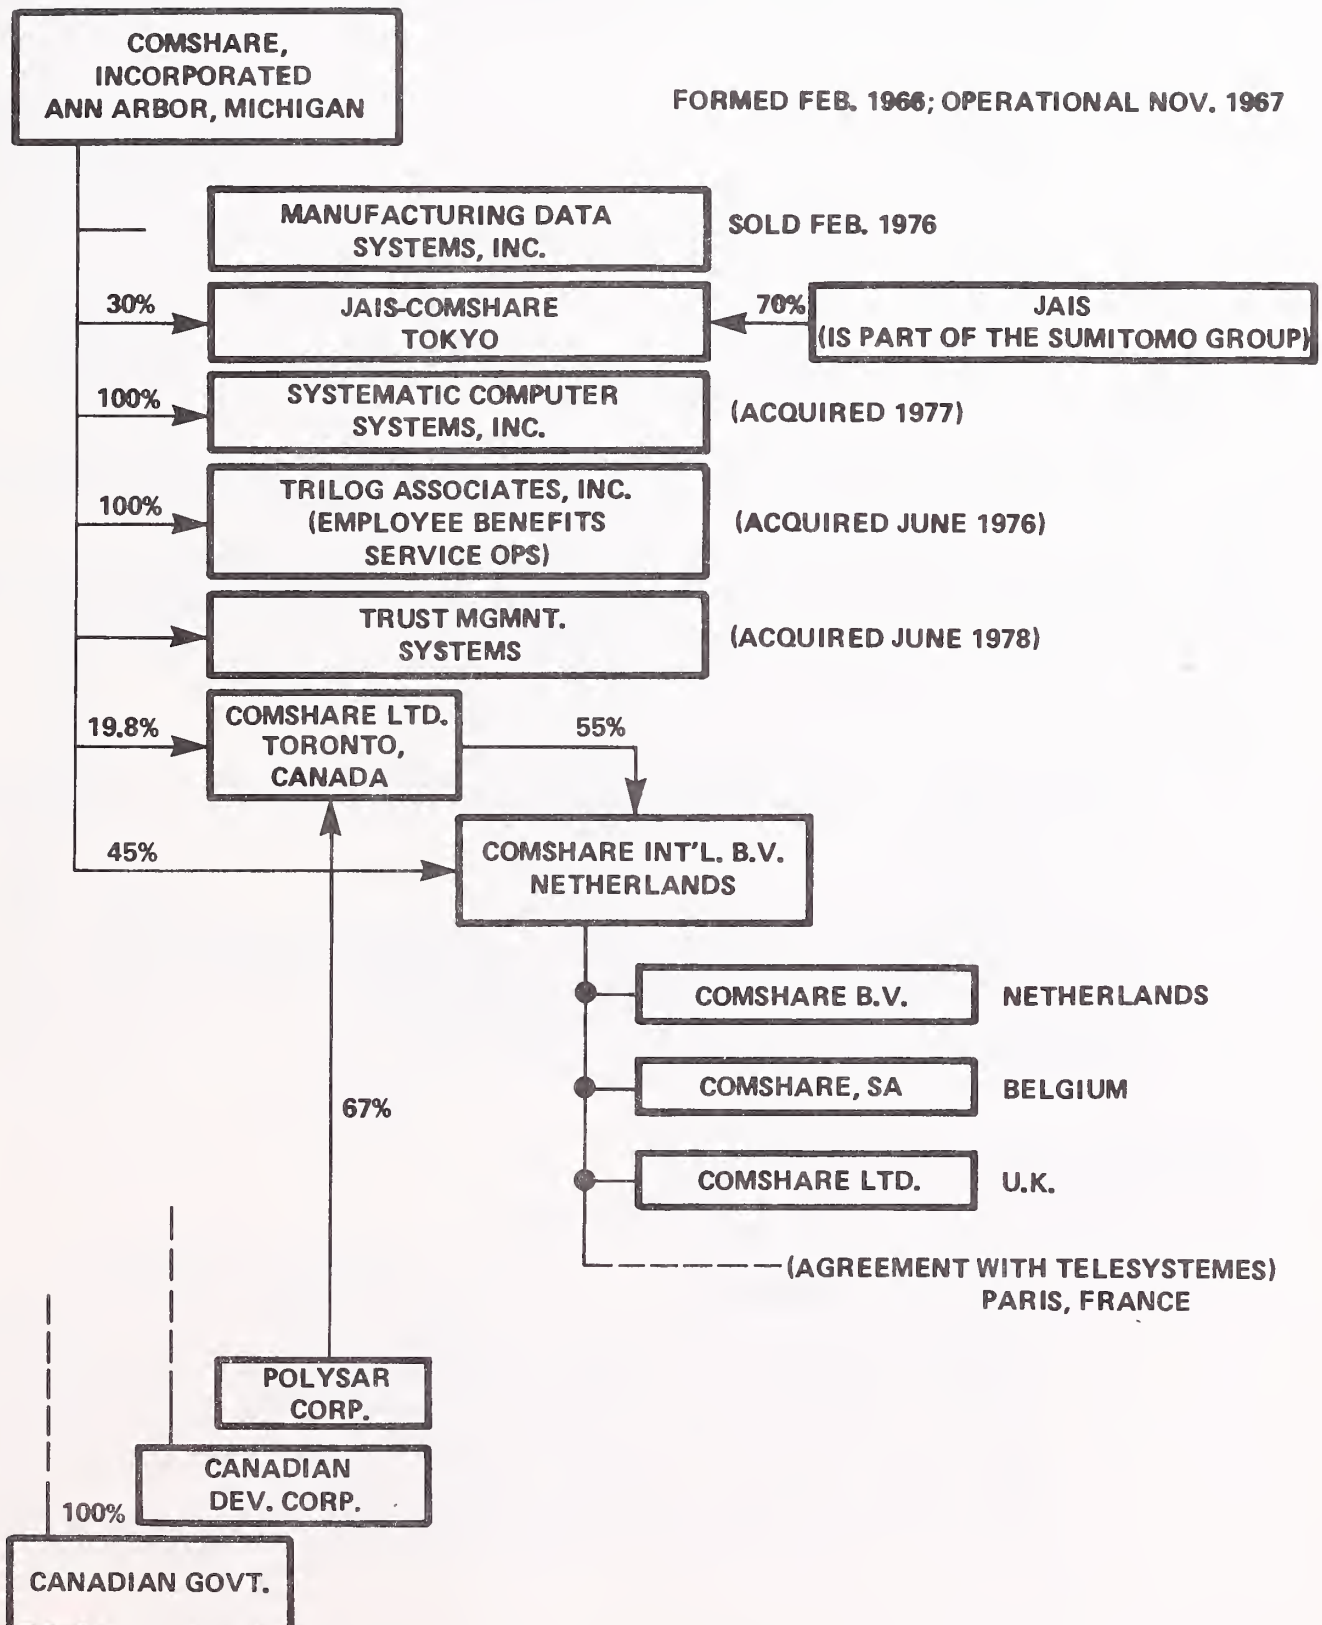 COMSHARE,
INCORPORATED
ANN ARBOR, MICHIGAN
FORMED FEB. 1966; OPERATIONAL NOV. 1967
MANUFACTURING DATA
SYSTEMS, INC.
SOLD FEB. 1976
30%
JAIS-COMSHARE
TOKYO
70%
JAIS
(IS PART OF THE SUMITOMO GROUP)
100%
SYSTEMATIC COMPUTER
SYSTEMS, INC.
(ACQUIRED 1977)
100%
TRILOG ASSOCIATES, INC.
(EMPLOYEE BENEFITS
SERVICE OPS)
(ACQUIRED JUNE 1976)
TRUST MGMNT.
SYSTEMS
(ACQUIRED JUNE 1978)
19.8%
COMSHARE LTD.
TORONTO,
CANADA
55%
45%
COMSHARE INT'L. B.V.
NETHERLANDS
COMSHARE B.V.
NETHERLANDS
COMSHARE, SA
BELGIUM
67%
COMSHARE LTD.
U.K.
(AGREEMENT WITH TELESYSTEMES)
PARIS, FRANCE
POLYSAR
CORP.
CANADIAN
DEV. CORP.
100%
CANADIAN GOVT.